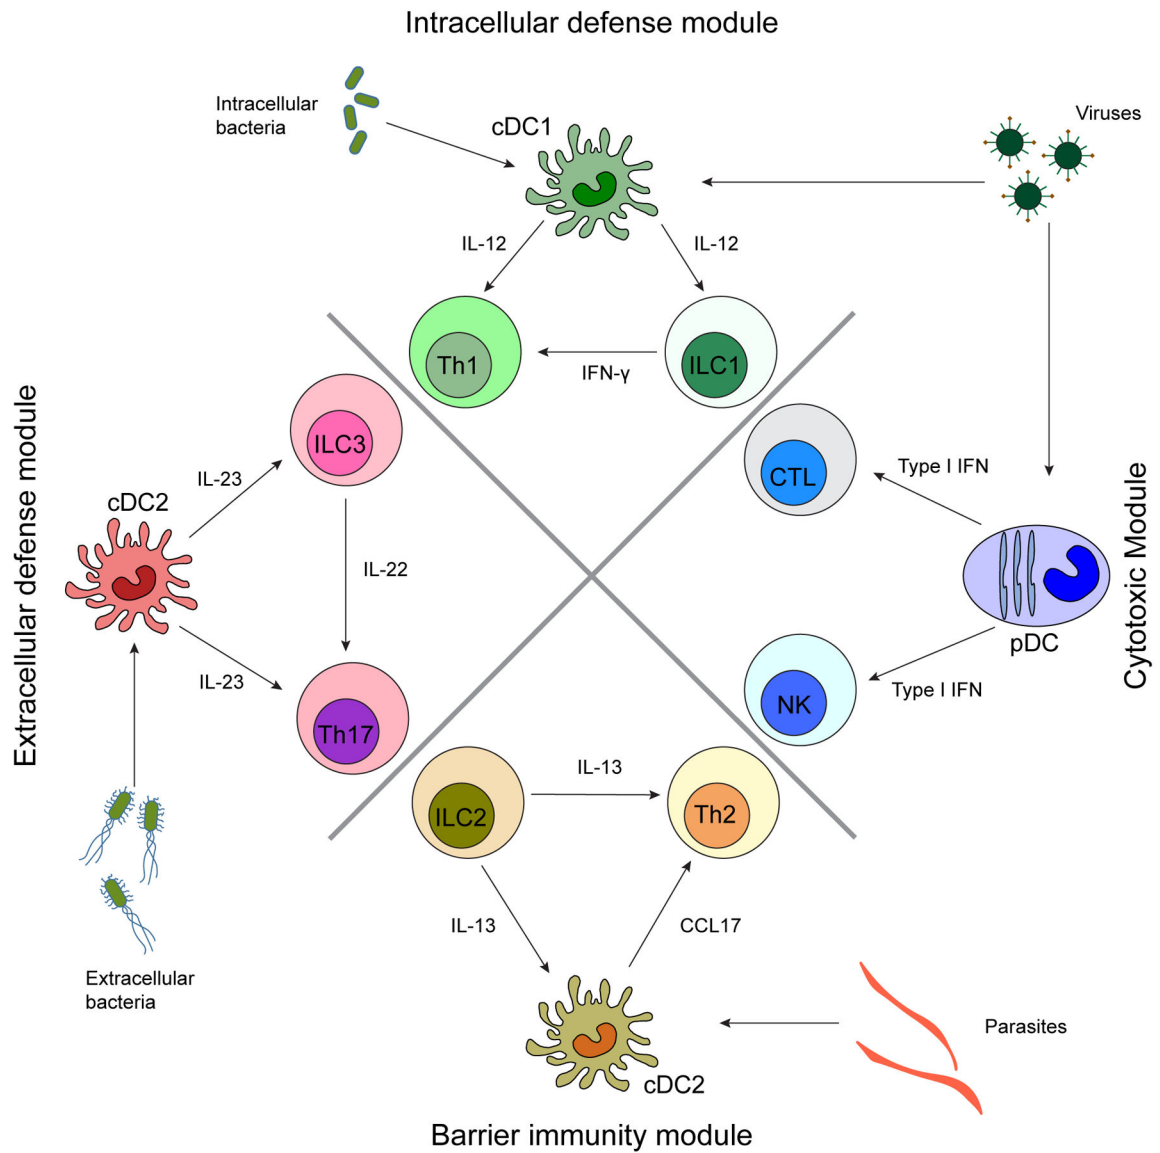 Intracellular defense module
Intracellular
bacteria
cDC1
Viruses
IL-12
IL-12
Th1
IFN-γ
ILC1
Extracellular defense module
cDC2
IL-23
ILC3
IL-22
IL-23
Th17
Extracellular
bacteria
CTL
Type I IFN
Cytotoxic Module
pDC
Type I IFN
NK
ILC2
IL-13
Th2
IL-13
CCL17
cDC2
Parasites
Barrier immunity module